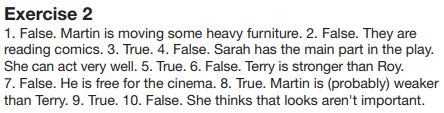 Exercise 2
1. False. Martin is moving some heavy furniture. 2. False. They are
reading comics. 3. True. 4. False. Sarah has the main part in the play.
She can act very well. 5. True. 6. False. Terry is stronger than Roy.
7. False. He is free for the cinema. 8. True. Martin is (probably) weaker
than Terry. 9. True. 10. False. She thinks that looks aren't important.